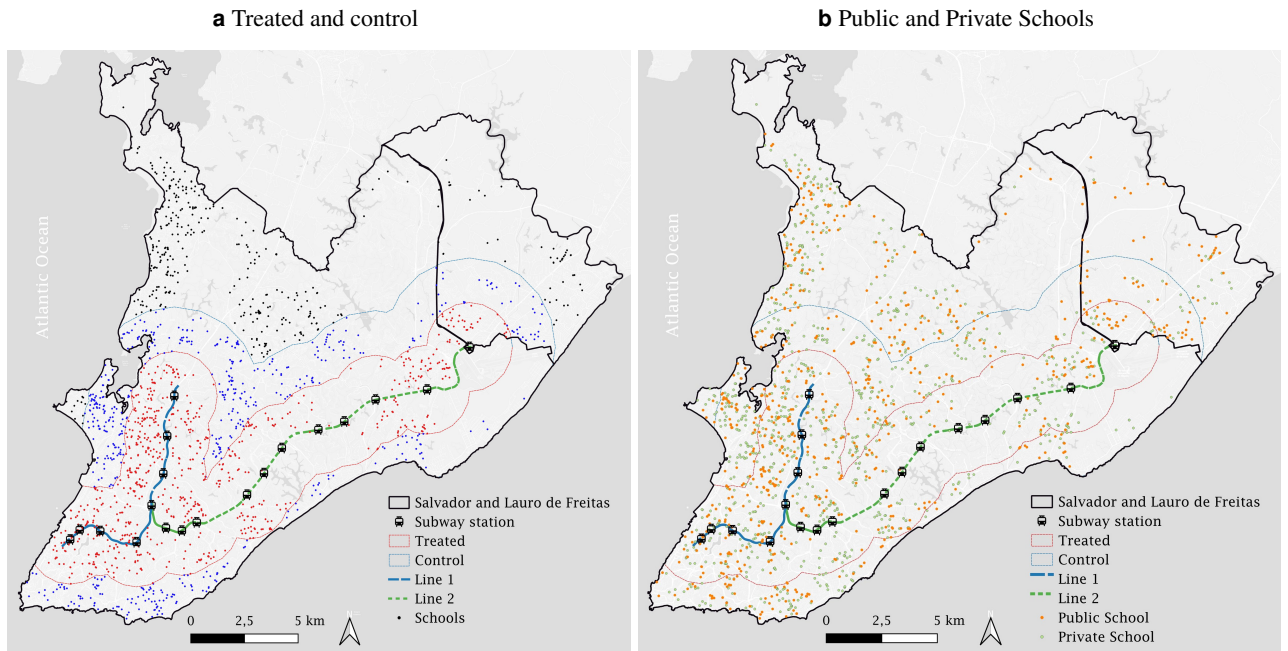 a Treated and control
Atlantic Ocean
Salvador and Lauro de Freitas
Subway station
Treated
Control
Line 1
Line 2
Schools
0 2,5 5 km
N
b Public and Private Schools
Atlantic Ocean
Salvador and Lauro de Freitas
Subway station
Treated
Control
Line 1
Line 2
Public School
Private School
0 2,5 5 km
N